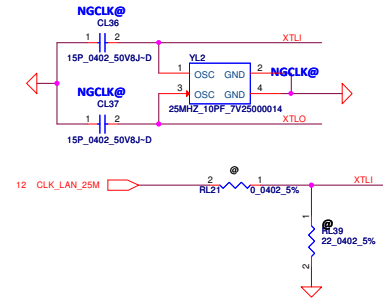 NGCLK@
CL36
1 2 XTLI
15P_0402_50V8J~D
YL2
1 OSC GND 2 NGCLK@
NGCLK@
CL37
3 OSC GND 4
1 2 25MHZ_10PF_7V25000014 XTLO
15P_0402_50V8J~D
@
12 CLK_LAN_25M 2 1 XTLI
RL21 0_0402_5%
1 @
RL39
22_0402_5%
2